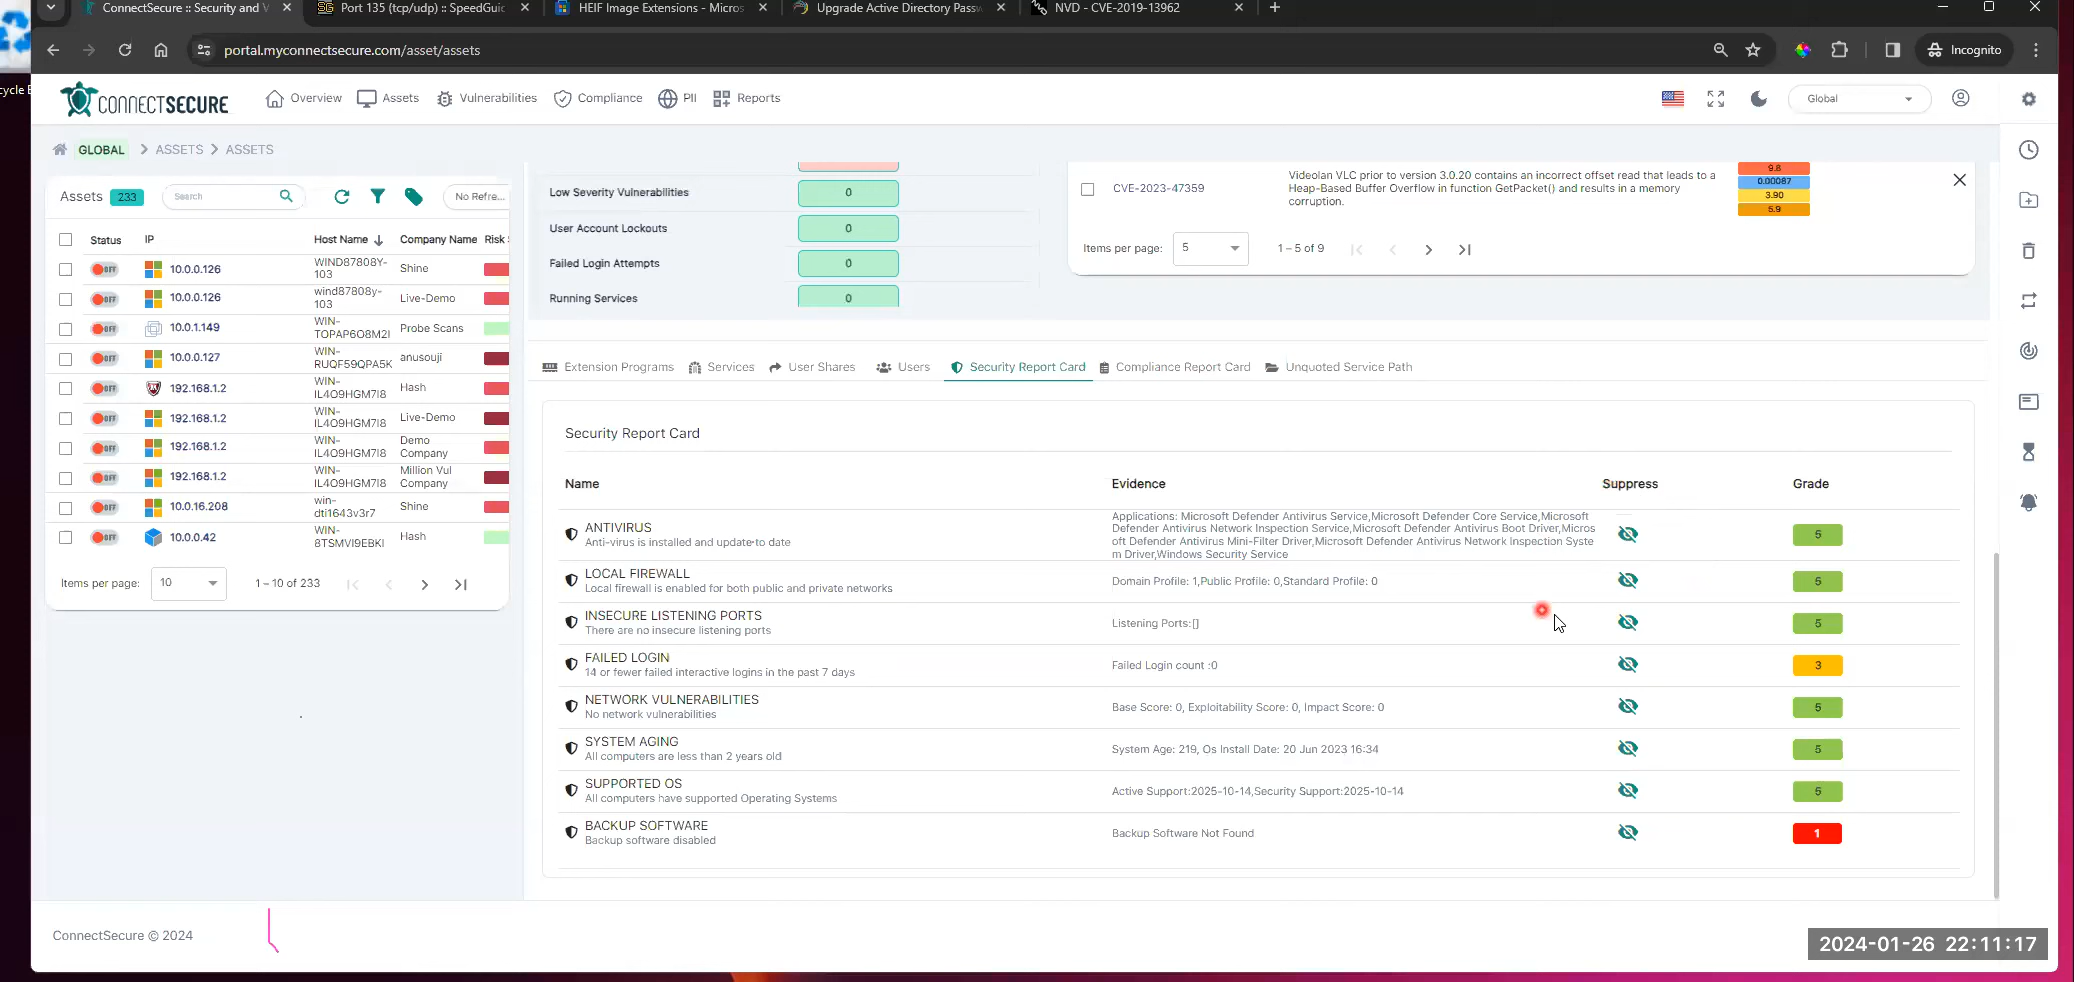 ConnectSecure :: Security and V
Port 135 (tcp/udp) :: SpeedGuid
HEIF Image Extensions - Micros
Upgrade Active Directory Passw
NVD - CVE-2019-13962
portal.myconnectsecure.com/asset/assets
Incognito
cycle B
CONNECTSECURE
Overview
Assets
Vulnerabilities
Compliance
PII
Reports
Global
GLOBAL > ASSETS > ASSETS
Assets 233
Search
No Refre...
Status IP Host Name Company Name Risk S
OFF 10.0.0.126 WIND87808Y-
103 Shine
OFF 10.0.0.126 wind87808y-
103 Live-Demo
OFF 10.0.1.149 WIN-
TOPAP6O8M2I Probe Scans
OFF 10.0.0.127 WIN-
RUQF59QPA5K anusouji
OFF 192.168.1.2 WIN-
IL4O9HGM7I8 Hash
OFF 192.168.1.2 WIN-
IL4O9HGM7I8 Live-Demo
OFF 192.168.1.2 WIN-
IL4O9HGM7I8 Demo
Company
OFF 192.168.1.2 WIN-
IL4O9HGM7I8 Million Vul
Company
OFF 10.0.16.208 win-
dti1643v3r7 Shine
OFF 10.0.0.42 WIN-
8TSMVI9EBKI Hash
Items per page: 10 1 – 10 of 233
Low Severity Vulnerabilities 0
User Account Lockouts 0
Failed Login Attempts 0
Running Services 0
CVE-2023-47359
Videolan VLC prior to version 3.0.20 contains an incorrect offset read that leads to a
Heap-Based Buffer Overflow in function GetPacket() and results in a memory
corruption.
9.8
0.00087
3.90
5.9
Items per page: 5 1 – 5 of 9
Extension Programs
Services
User Shares
Users
Security Report Card
Compliance Report Card
Unquoted Service Path
Security Report Card
Name Evidence Suppress Grade
ANTIVIRUS
Anti-virus is installed and update-to date
Applications: Microsoft Defender Antivirus Service,Microsoft Defender Core Service,Microsoft
Defender Antivirus Network Inspection Service,Microsoft Defender Antivirus Boot Driver,Micros
oft Defender Antivirus Mini-Filter Driver,Microsoft Defender Antivirus Network Inspection Syste
m Driver,Windows Security Service
5
LOCAL FIREWALL
Local firewall is enabled for both public and private networks
Domain Profile: 1,Public Profile: 0,Standard Profile: 0
5
INSECURE LISTENING PORTS
There are no insecure listening ports
Listening Ports:[]
5
FAILED LOGIN
14 or fewer failed interactive logins in the past 7 days
Failed Login count :0
3
NETWORK VULNERABILITIES
No network vulnerabilities
Base Score: 0, Exploitability Score: 0, Impact Score: 0
5
SYSTEM AGING
All computers are less than 2 years old
System Age: 219, Os Install Date: 20 Jun 2023 16:34
5
SUPPORTED OS
All computers have supported Operating Systems
Active Support:2025-10-14,Security Support:2025-10-14
5
BACKUP SOFTWARE
Backup software disabled
Backup Software Not Found
1
ConnectSecure © 2024
2024-01-26 22:11:17